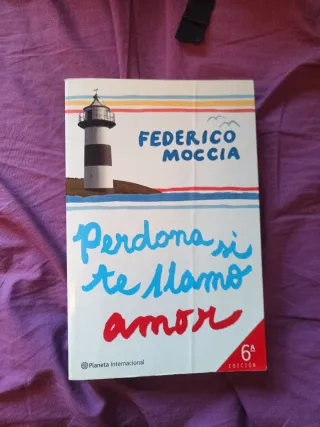 FEDERICO
MOCCIA
Perdona si
te llamo
amor
Planeta Internacional
6ª
EDICIÓN